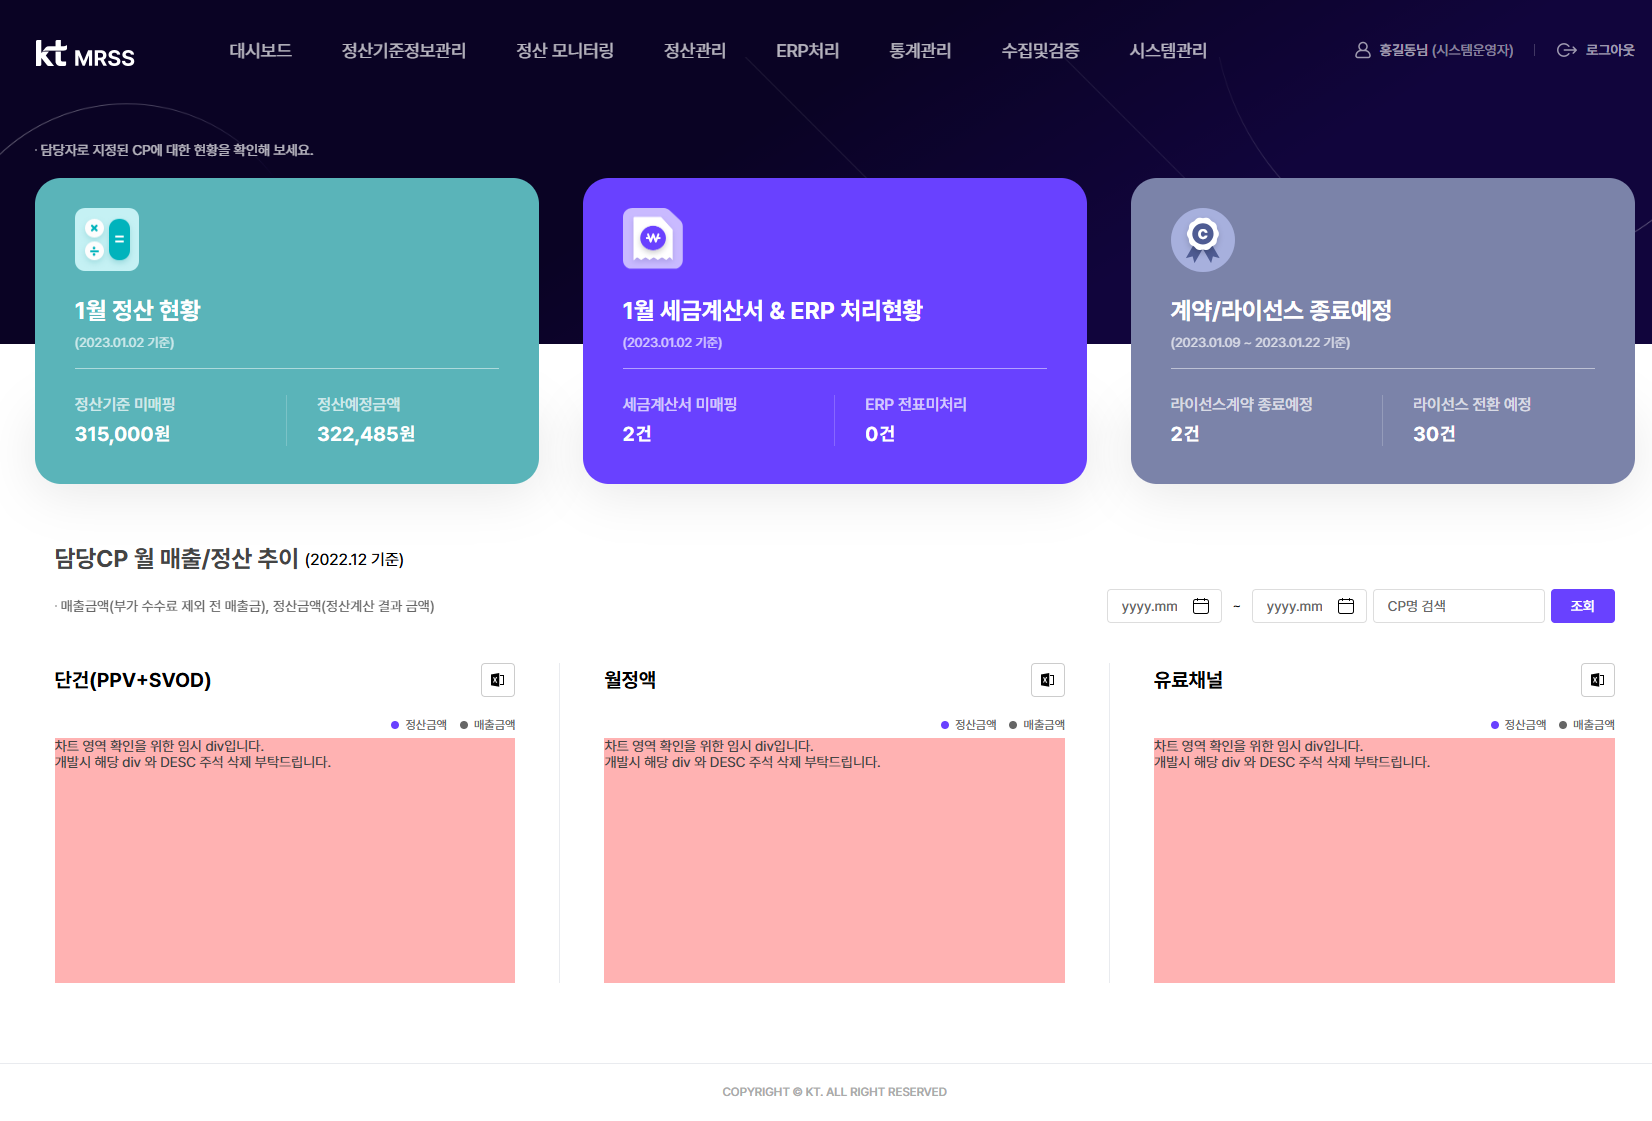 kt MRSS
대시보드 정산기준정보관리 정산 모니터링 정산관리 ERP처리 통계관리 수집및검증 시스템관리
홍길동님 (시스템운영자) 로그아웃
· 담당자로 지정된 CP에 대한 현황을 확인해 보세요.
1월 정산 현황
(2023.01.02 기준)
정산기준 미매핑
315,000원
정산예정금액
322,485원
1월 세금계산서 & ERP 처리현황
(2023.01.02 기준)
세금계산서 미매핑
2건
ERP 전표미처리
0건
C
계약/라이선스 종료예정
(2023.01.09 ~ 2023.01.22 기준)
라이선스계약 종료예정
2건
라이선스 전환 예정
30건
담당CP 월 매출/정산 추이 (2022.12 기준)
· 매출금액(부가 수수료 제외 전 매출금), 정산금액(정산계산 결과 금액)
yyyy.mm ~ yyyy.mm CP명 검색 조회
단건(PPV+SVOD)
정산금액 매출금액
차트 영역 확인을 위한 임시 div입니다.
개발시 해당 div 와 DESC 주석 삭제 부탁드립니다.
월정액
정산금액 매출금액
차트 영역 확인을 위한 임시 div입니다.
개발시 해당 div 와 DESC 주석 삭제 부탁드립니다.
유료채널
정산금액 매출금액
차트 영역 확인을 위한 임시 div입니다.
개발시 해당 div 와 DESC 주석 삭제 부탁드립니다.
COPYRIGHT © KT. ALL RIGHT RESERVED